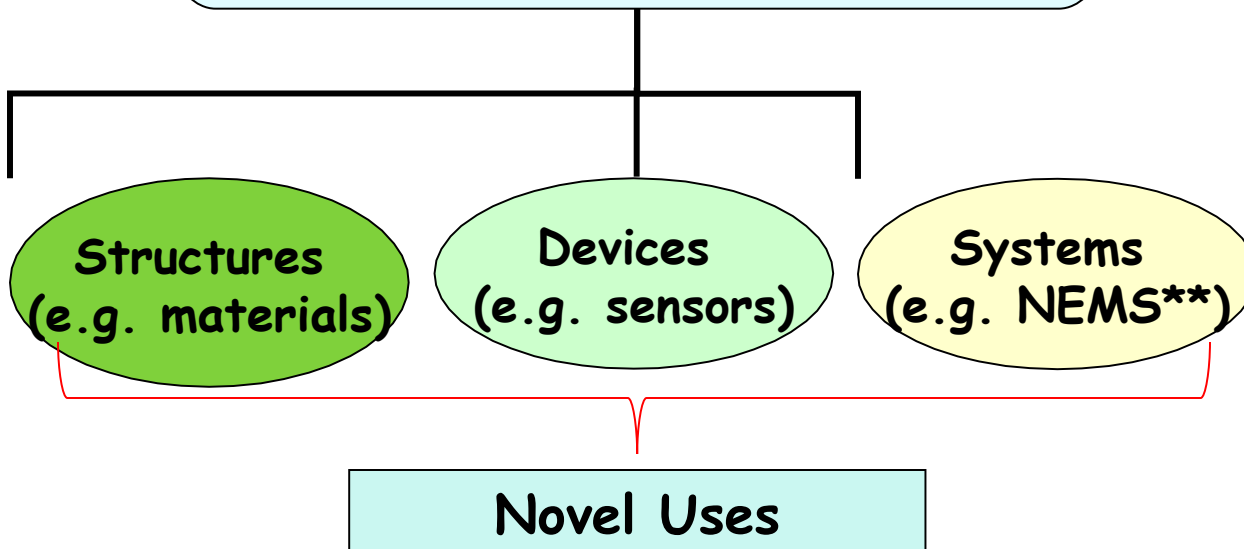 Structures
(e.g. materials)
Devices
(e.g. sensors)
Systems
(e.g. NEMS**)
Novel Uses